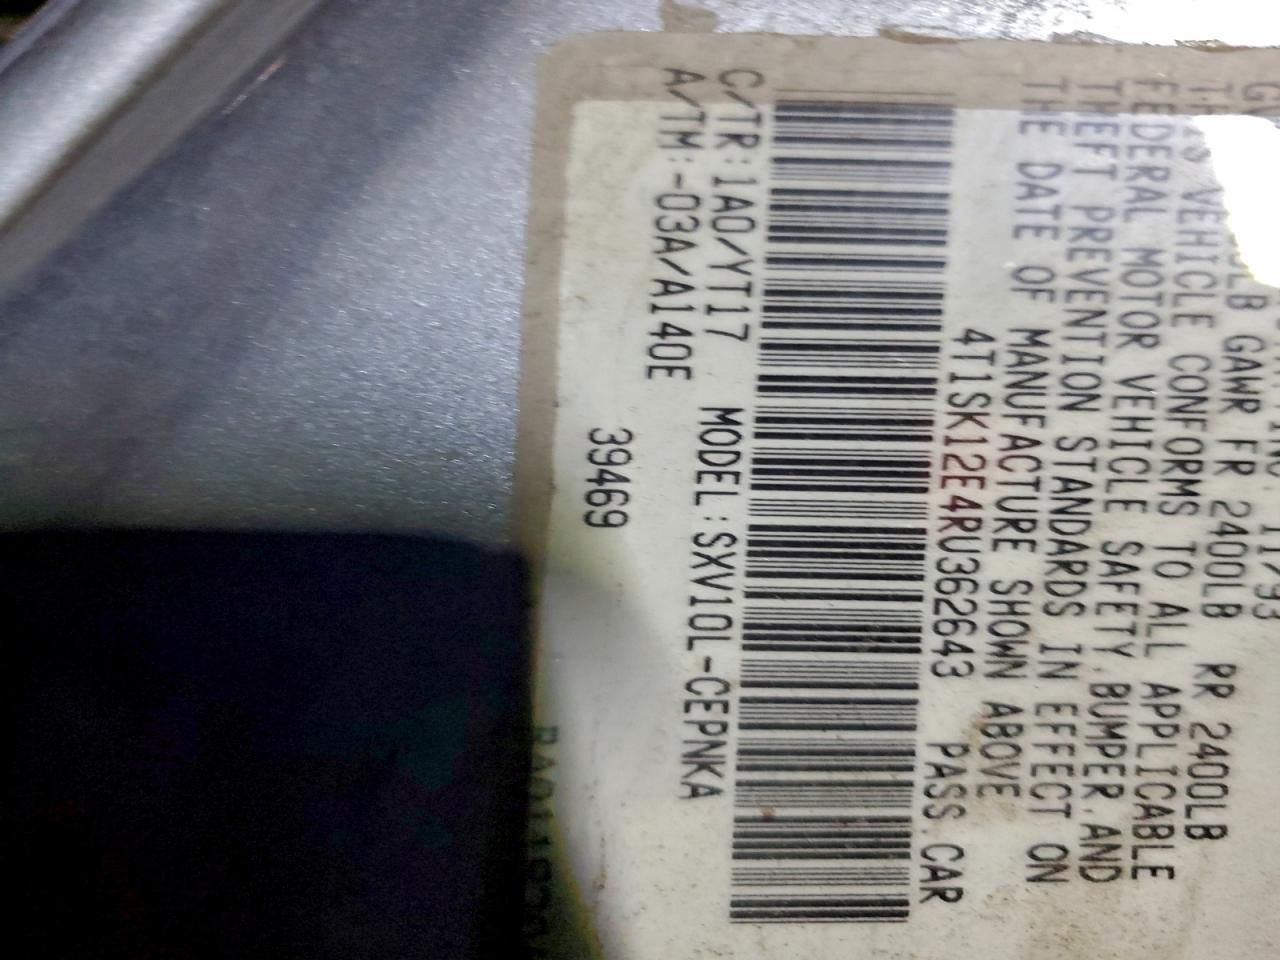 INC. 11/93
LB GAWR FR 2400LB RR 2400LB
VEHICLE CONFORMS TO ALL APPLICABLE
FEDERAL MOTOR VEHICLE SAFETY, BUMPER, AND
THEFT PREVENTION STANDARDS IN EFFECT ON
THE DATE OF MANUFACTURE SHOWN ABOVE
4T1SK12E4RU362643 PASS.CAR
C/TR:1A0/YT17 MODEL:SXV10L-CEPNKA
A/TM:-03A/A140E
39469